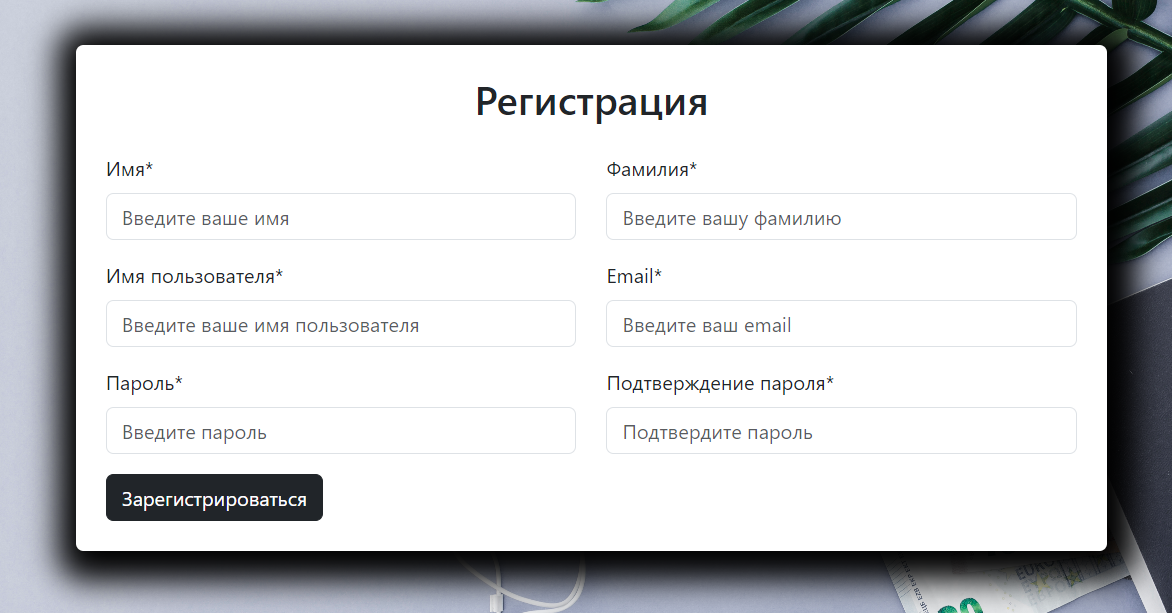 Регистрация
Имя* Фамилия*
Введите ваше имя Введите вашу фамилию
Имя пользователя* Email*
Введите ваше имя пользователя Введите ваш email
Пароль* Подтверждение пароля*
Введите пароль Подтвердите пароль
Зарегистрироваться
EURO